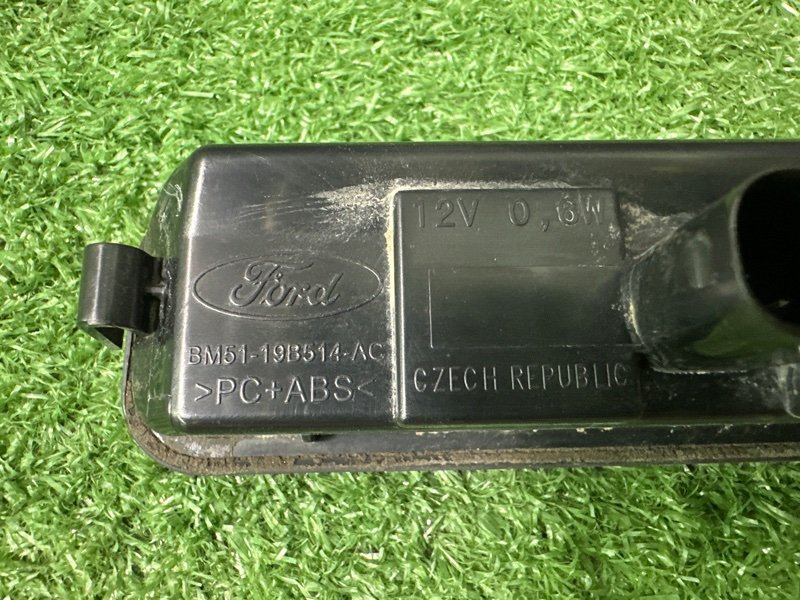 12V 0,6W
Ford
BM51-19B514-AC
>PC+ABS<
CZECH REPUBLIC